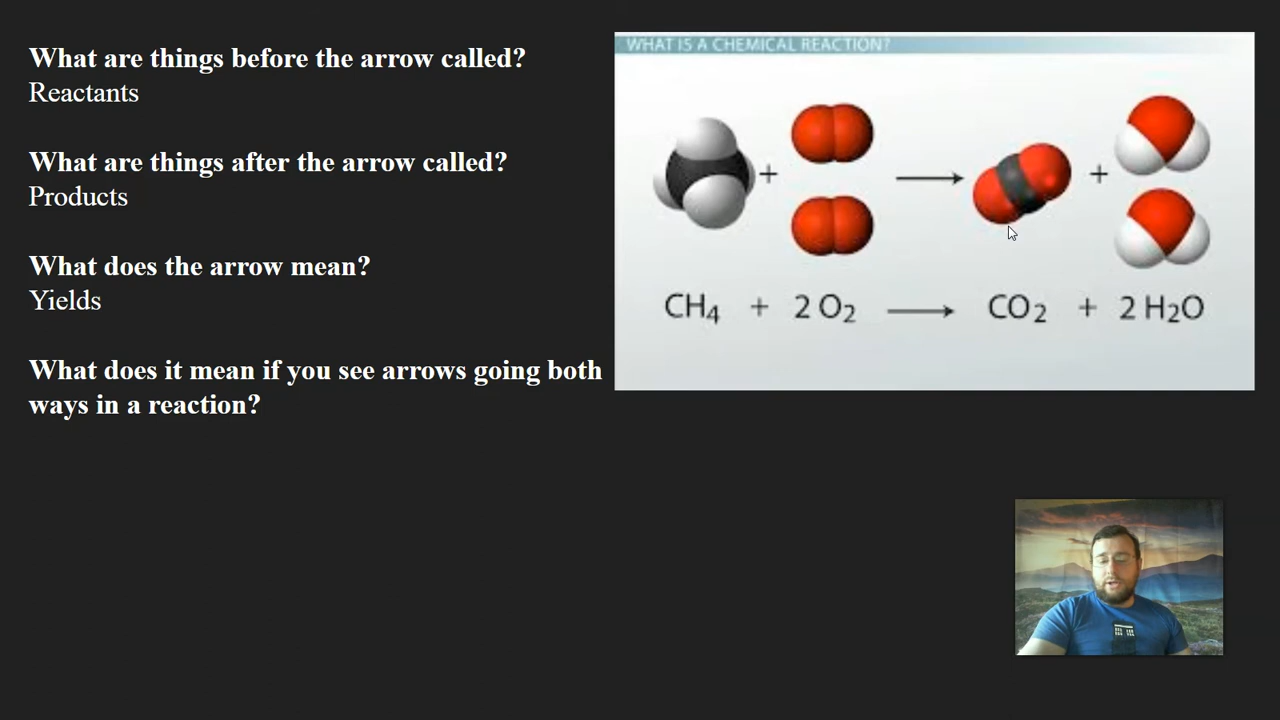 What are things before the arrow called?
Reactants
What are things after the arrow called?
Products
What does the arrow mean?
Yields
What does it mean if you see arrows going both
ways in a reaction?
WHAT IS A CHEMICAL REACTION?
+ → +
CH₄ + 2 O₂ → CO₂ + 2 H₂O